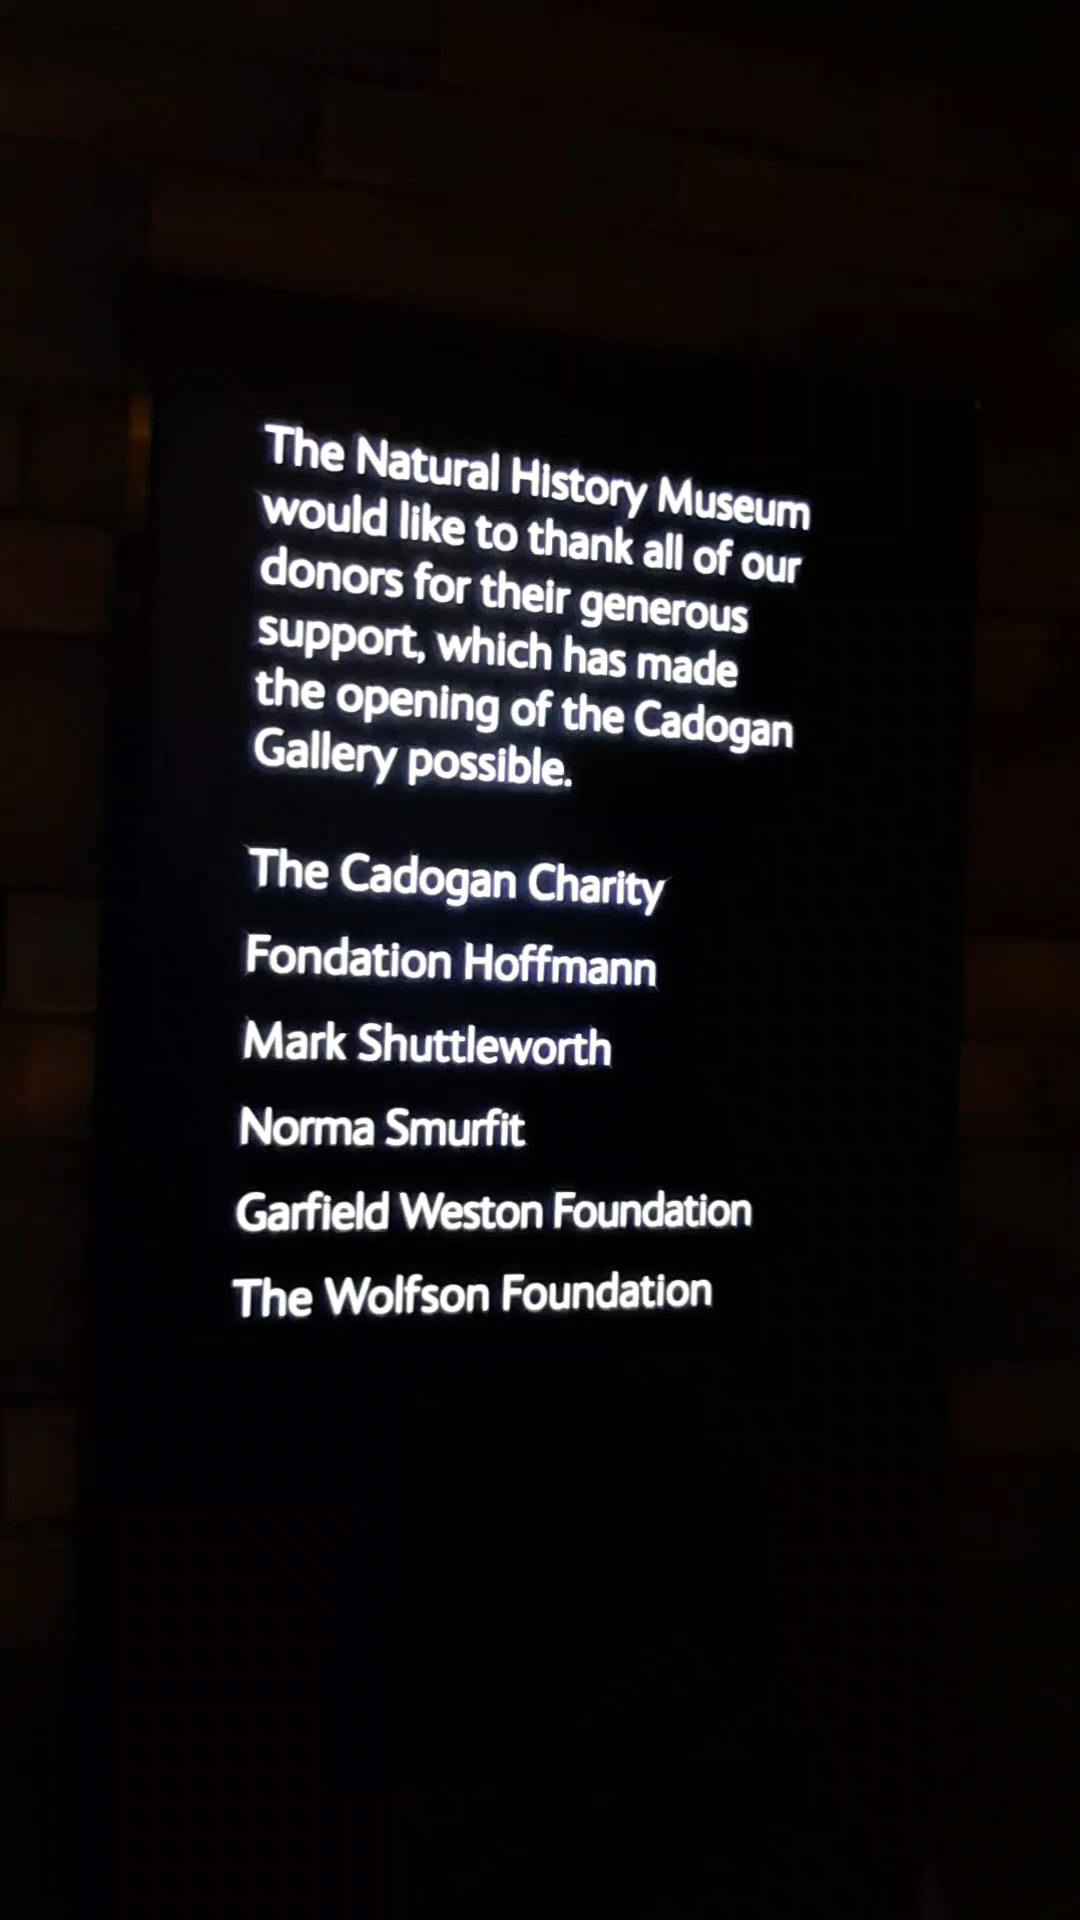 The Natural History Museum
would like to thank all of our
donors for their generous
support, which has made
the opening of the Cadogan
Gallery possible.
The Cadogan Charity
Fondation Hoffmann
Mark Shuttleworth
Norma Smurfit
Garfield Weston Foundation
The Wolfson Foundation